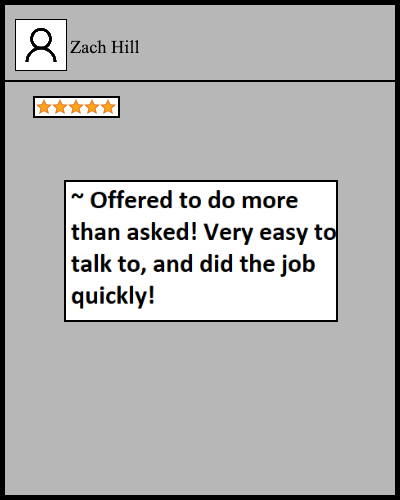 Zach Hill
~ Offered to do more
than asked! Very easy to
talk to, and did the job
quickly!